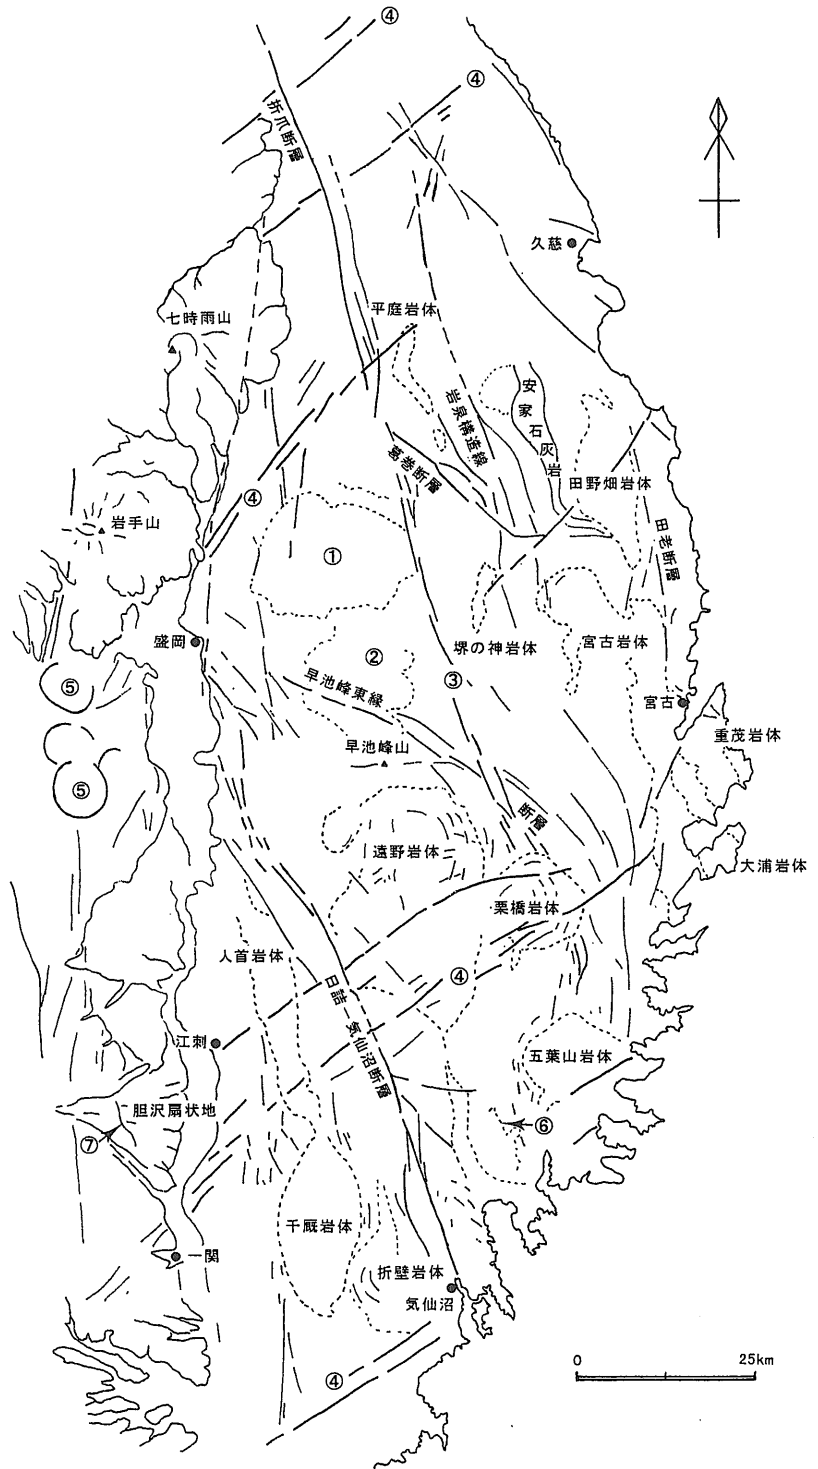 ④
④
折爪断層
久慈
七時雨山
平庭岩体
安家石灰岩
岩泉構造線
葛巻断層
田野畑岩体
④
岩手山
①
田老断層
盛岡
堺の神岩体
宮古岩体
②
③
⑤
早池峰東縁
宮古
重茂岩体
早池峰山
⑤
断層
遠野岩体
大浦岩体
栗橋岩体
人首岩体
④
日詰-気仙沼断層
江刺
五葉山岩体
胆沢扇状地
⑥
⑦
千厩岩体
一関
折壁岩体
気仙沼
④
0 25km